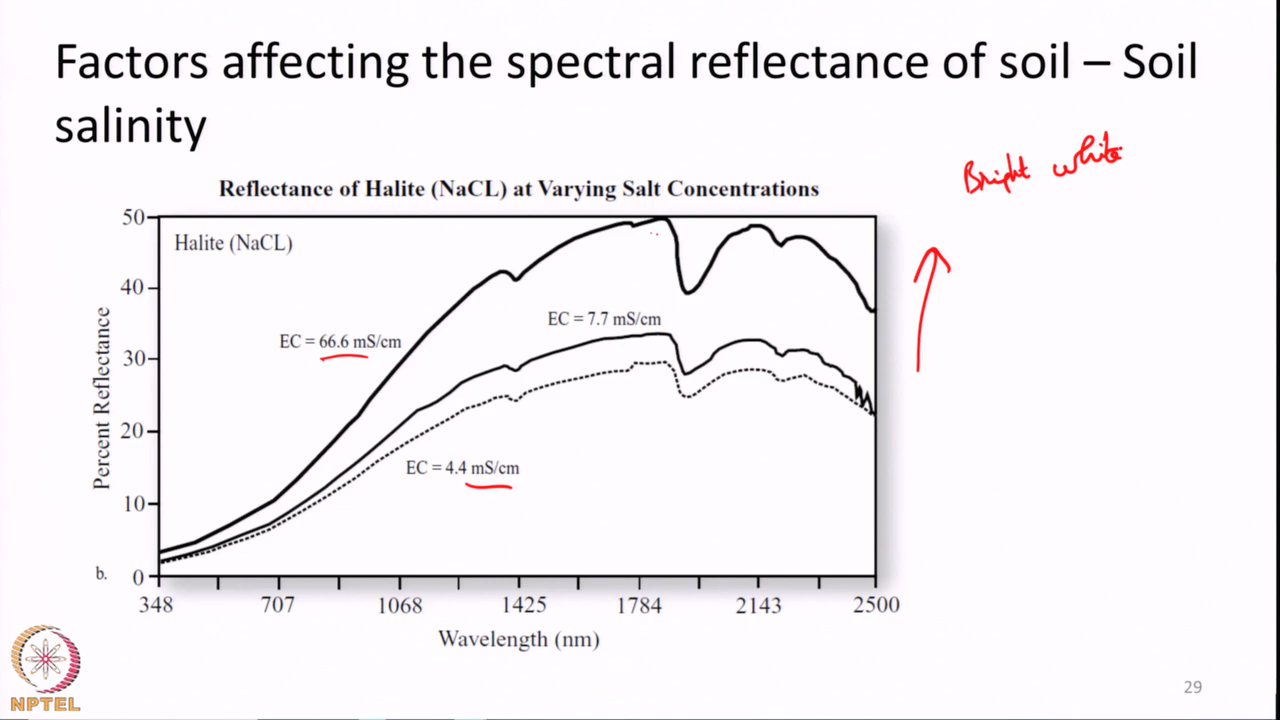 Factors affecting the spectral reflectance of soil – Soil
salinity
Bright white
Reflectance of Halite (NaCL) at Varying Salt Concentrations
50
Halite (NaCL)
40
EC = 7.7 mS/cm
EC = 66.6 mS/cm
30
Percent Reflectance
20
EC = 4.4 mS/cm
10
b.
0
348 707 1068 1425 1784 2143 2500
Wavelength (nm)
NPTEL
29